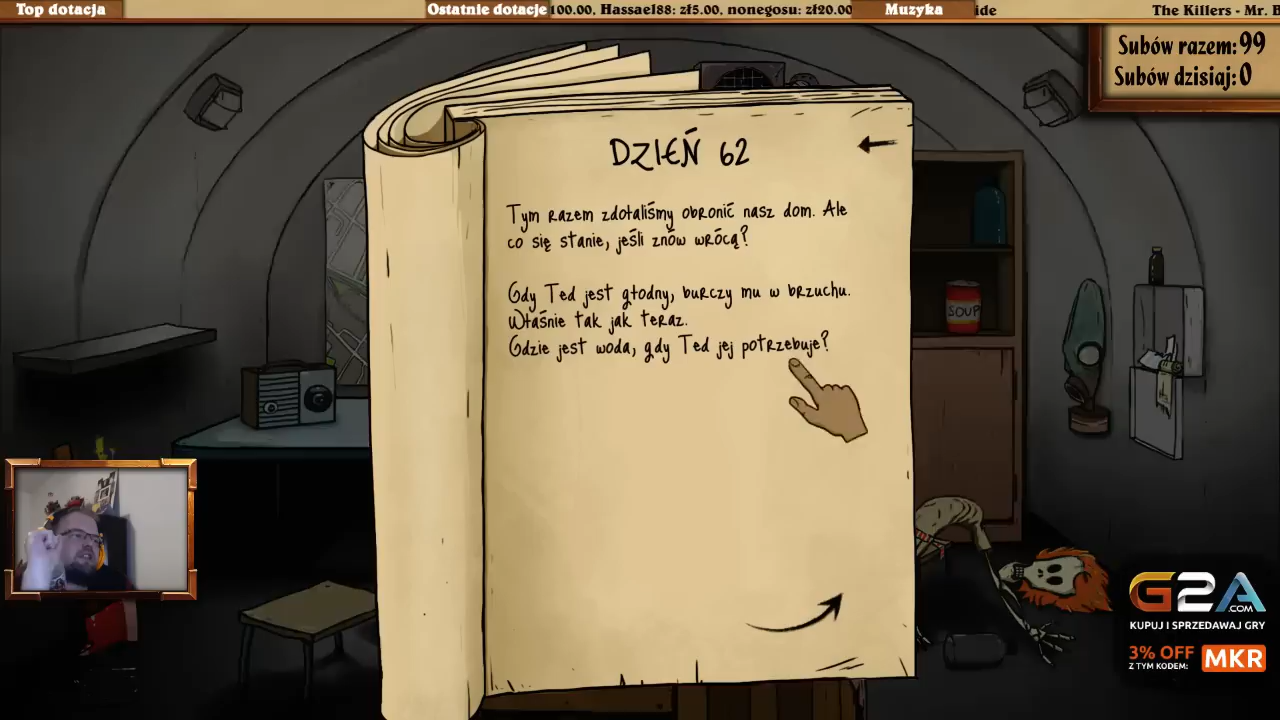 Top dotacja
Ostatnie dotacje
100.00, Hassael88: zł5.00, nonegosu: zł20.00
Muzyka
ide
The Killers - Mr. B
Subów razem: 99
Subów dzisiaj: 0
DZIEŃ 62
Tym razem zdołaliśmy obronić nasz dom. Ale
co się stanie, jeśli znów wrócą?
Gdy Ted jest głodny, burczy mu w brzuchu.
Właśnie tak jak teraz.
Gdzie jest woda, gdy Ted jej potrzebuje?
SOUP
G2A
.COM
KUPUJ I SPRZEDAWAJ GRY
3% OFF
Z TYM KODEM:
MKR